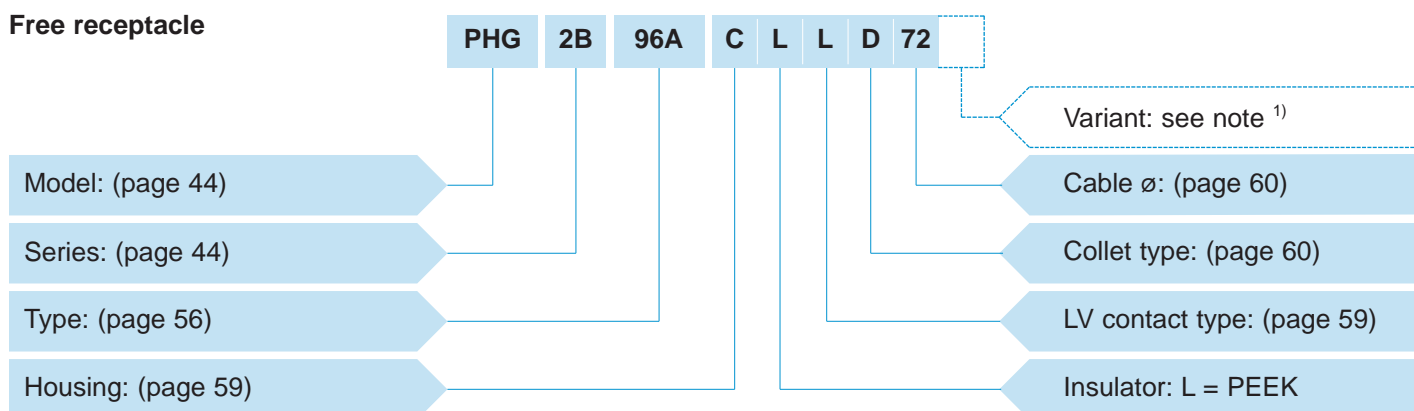 Free receptacle
PHG 2B 96A C L L D 72
Variant: see note 1)
Model: (page 44)
Cable ø: (page 60)
Series: (page 44)
Collet type: (page 60)
Type: (page 56)
LV contact type: (page 59)
Housing: (page 59)
Insulator: L = PEEK